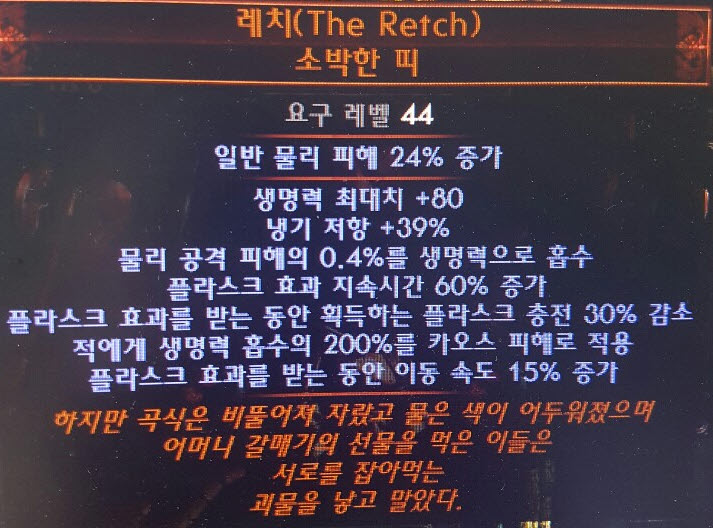 레치(The Retch)
소박한 띠
요구 레벨 44
일반 물리 피해 24% 증가
생명력 최대치 +80
냉기 저항 +39%
물리 공격 피해의 0.4%를 생명력으로 흡수
플라스크 효과 지속시간 60% 증가
플라스크 효과를 받는 동안 획득하는 플라스크 충전 30% 감소
적에게 생명력 흡수의 200%를 카오스 피해로 적용
플라스크 효과를 받는 동안 이동 속도 15% 증가
하지만 곡식은 비뚤어져 자랐고 물은 색이 어두워졌으며
어머니 갈매기의 선물을 먹은 이들은
서로를 잡아먹는
괴물을 낳고 말았다.